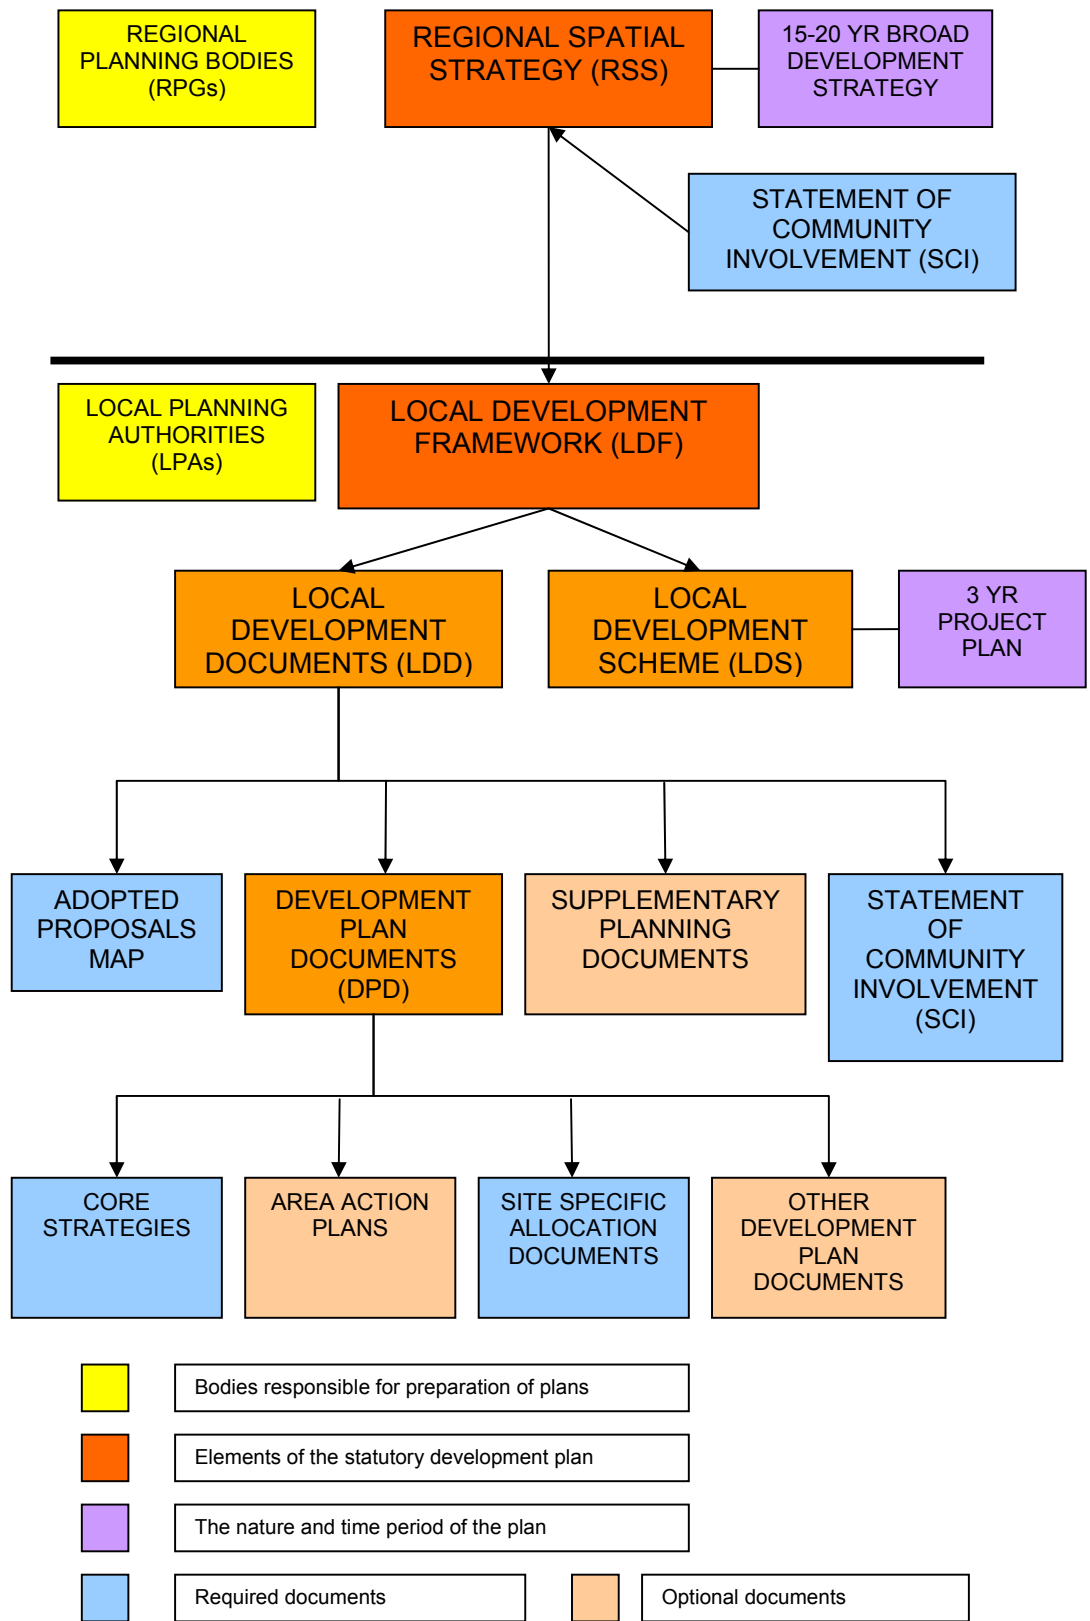 REGIONAL
PLANNING BODIES
(RPGs)
REGIONAL SPATIAL
STRATEGY (RSS)
15-20 YR BROAD
DEVELOPMENT
STRATEGY
STATEMENT OF
COMMUNITY
INVOLVEMENT (SCI)
LOCAL PLANNING
AUTHORITIES
(LPAs)
LOCAL DEVELOPMENT
FRAMEWORK (LDF)
LOCAL
DEVELOPMENT
DOCUMENTS (LDD)
LOCAL
DEVELOPMENT
SCHEME (LDS)
3 YR
PROJECT
PLAN
ADOPTED
PROPOSALS
MAP
DEVELOPMENT
PLAN
DOCUMENTS
(DPD)
SUPPLEMENTARY
PLANNING
DOCUMENTS
STATEMENT
OF
COMMUNITY
INVOLVEMENT
(SCI)
CORE
STRATEGIES
AREA ACTION
PLANS
SITE SPECIFIC
ALLOCATION
DOCUMENTS
OTHER
DEVELOPMENT
PLAN
DOCUMENTS
Bodies responsible for preparation of plans
Elements of the statutory development plan
The nature and time period of the plan
Required documents
Optional documents